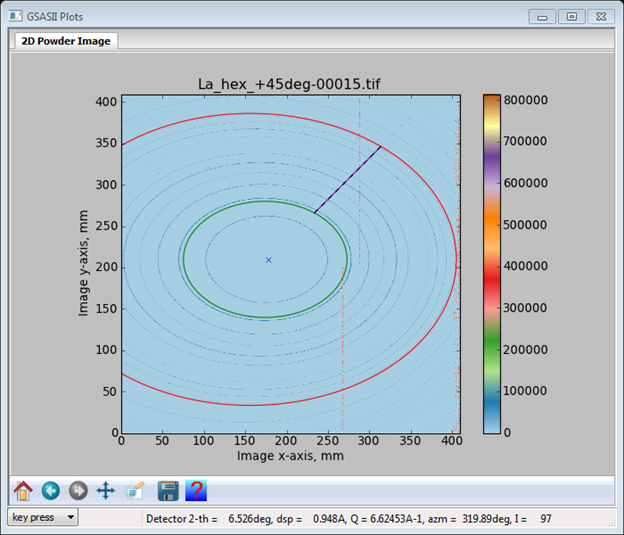 GSASII Plots
2D Powder Image
La_hex_+45deg-00015.tif
400
350
300
250
200
150
100
50
0
Image y-axis, mm
0 50 100 150 200 250 300 350 400
Image x-axis, mm
800000
700000
600000
500000
400000
300000
200000
100000
0
?
key press
Detector 2-th = 6.526deg, dsp = 0.948A, Q = 6.62453A-1, azm = 319.89deg, I = 97